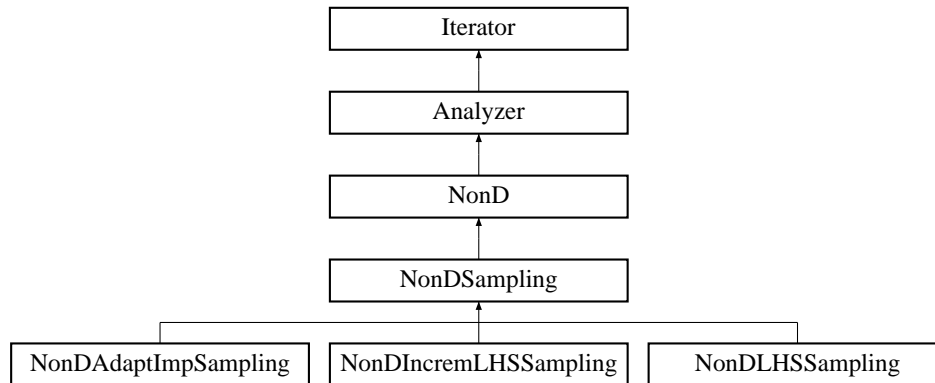 Iterator
Analyzer
NonD
NonDSampling
NonDAdaptImpSampling
NonDIncremLHSSampling
NonDLHSSampling